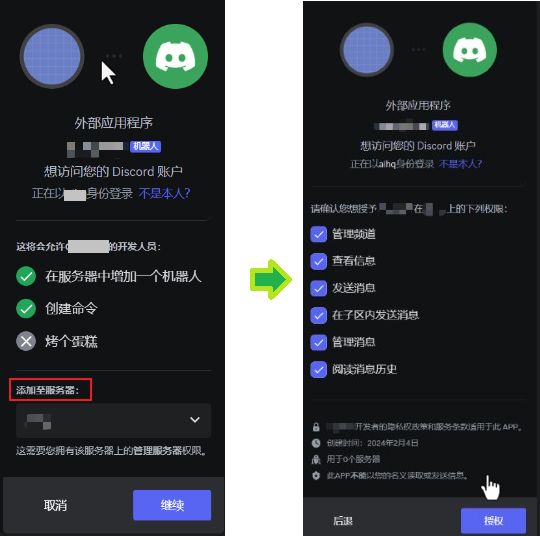 外部应用程序
机器人
想访问您的 Discord 账户
正在以 身份登录 不是本人?
这将会允许 的开发人员:
在服务器中增加一个机器人
创建命令
烤个蛋糕
添加至服务器:
这需要您拥有该服务器上的管理服务器权限。
取消
继续
外部应用程序
机器人
想访问您的 Discord 账户
正在以aihq身份登录 不是本人?
请确认您想授予 在 上的下列权限:
管理频道
查看信息
发送消息
在子区内发送消息
管理消息
阅读消息历史
开发者的隐私权政策和服务条款适用于此 APP。
创建时间:2024年2月4日
用于0个服务器
此APP不能以您的名义读取或发送信息。
后退
授权